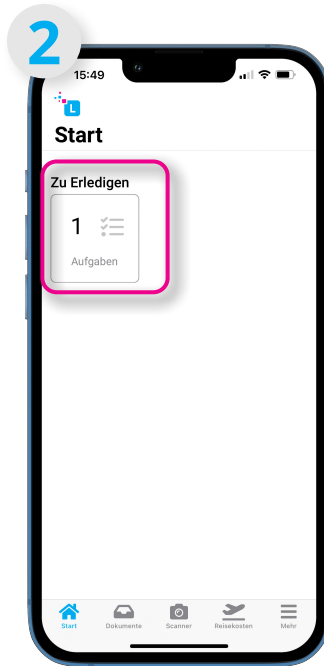 2
15:49
L
Start
Zu Erledigen
1
Aufgaben
Start Dokumente Scanner Reisekosten Mehr